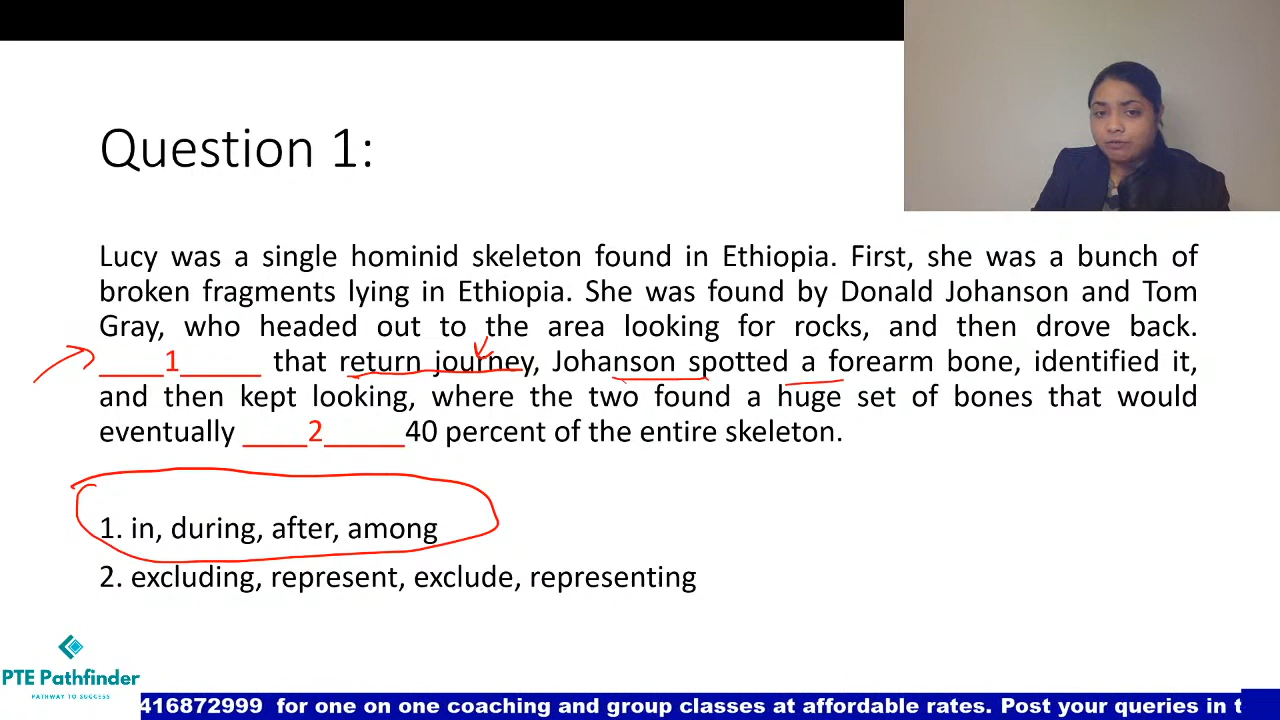 Question 1:
Lucy was a single hominid skeleton found in Ethiopia. First, she was a bunch of
broken fragments lying in Ethiopia. She was found by Donald Johanson and Tom
Gray, who headed out to the area looking for rocks, and then drove back.
____1______ that return journey, Johanson spotted a forearm bone, identified it,
and then kept looking, where the two found a huge set of bones that would
eventually ____2_____40 percent of the entire skeleton.
1. in, during, after, among
2. excluding, represent, exclude, representing
PTE Pathfinder
PATHWAY TO SUCCESS
416872999 for one on one coaching and group classes at affordable rates. Post your queries in t